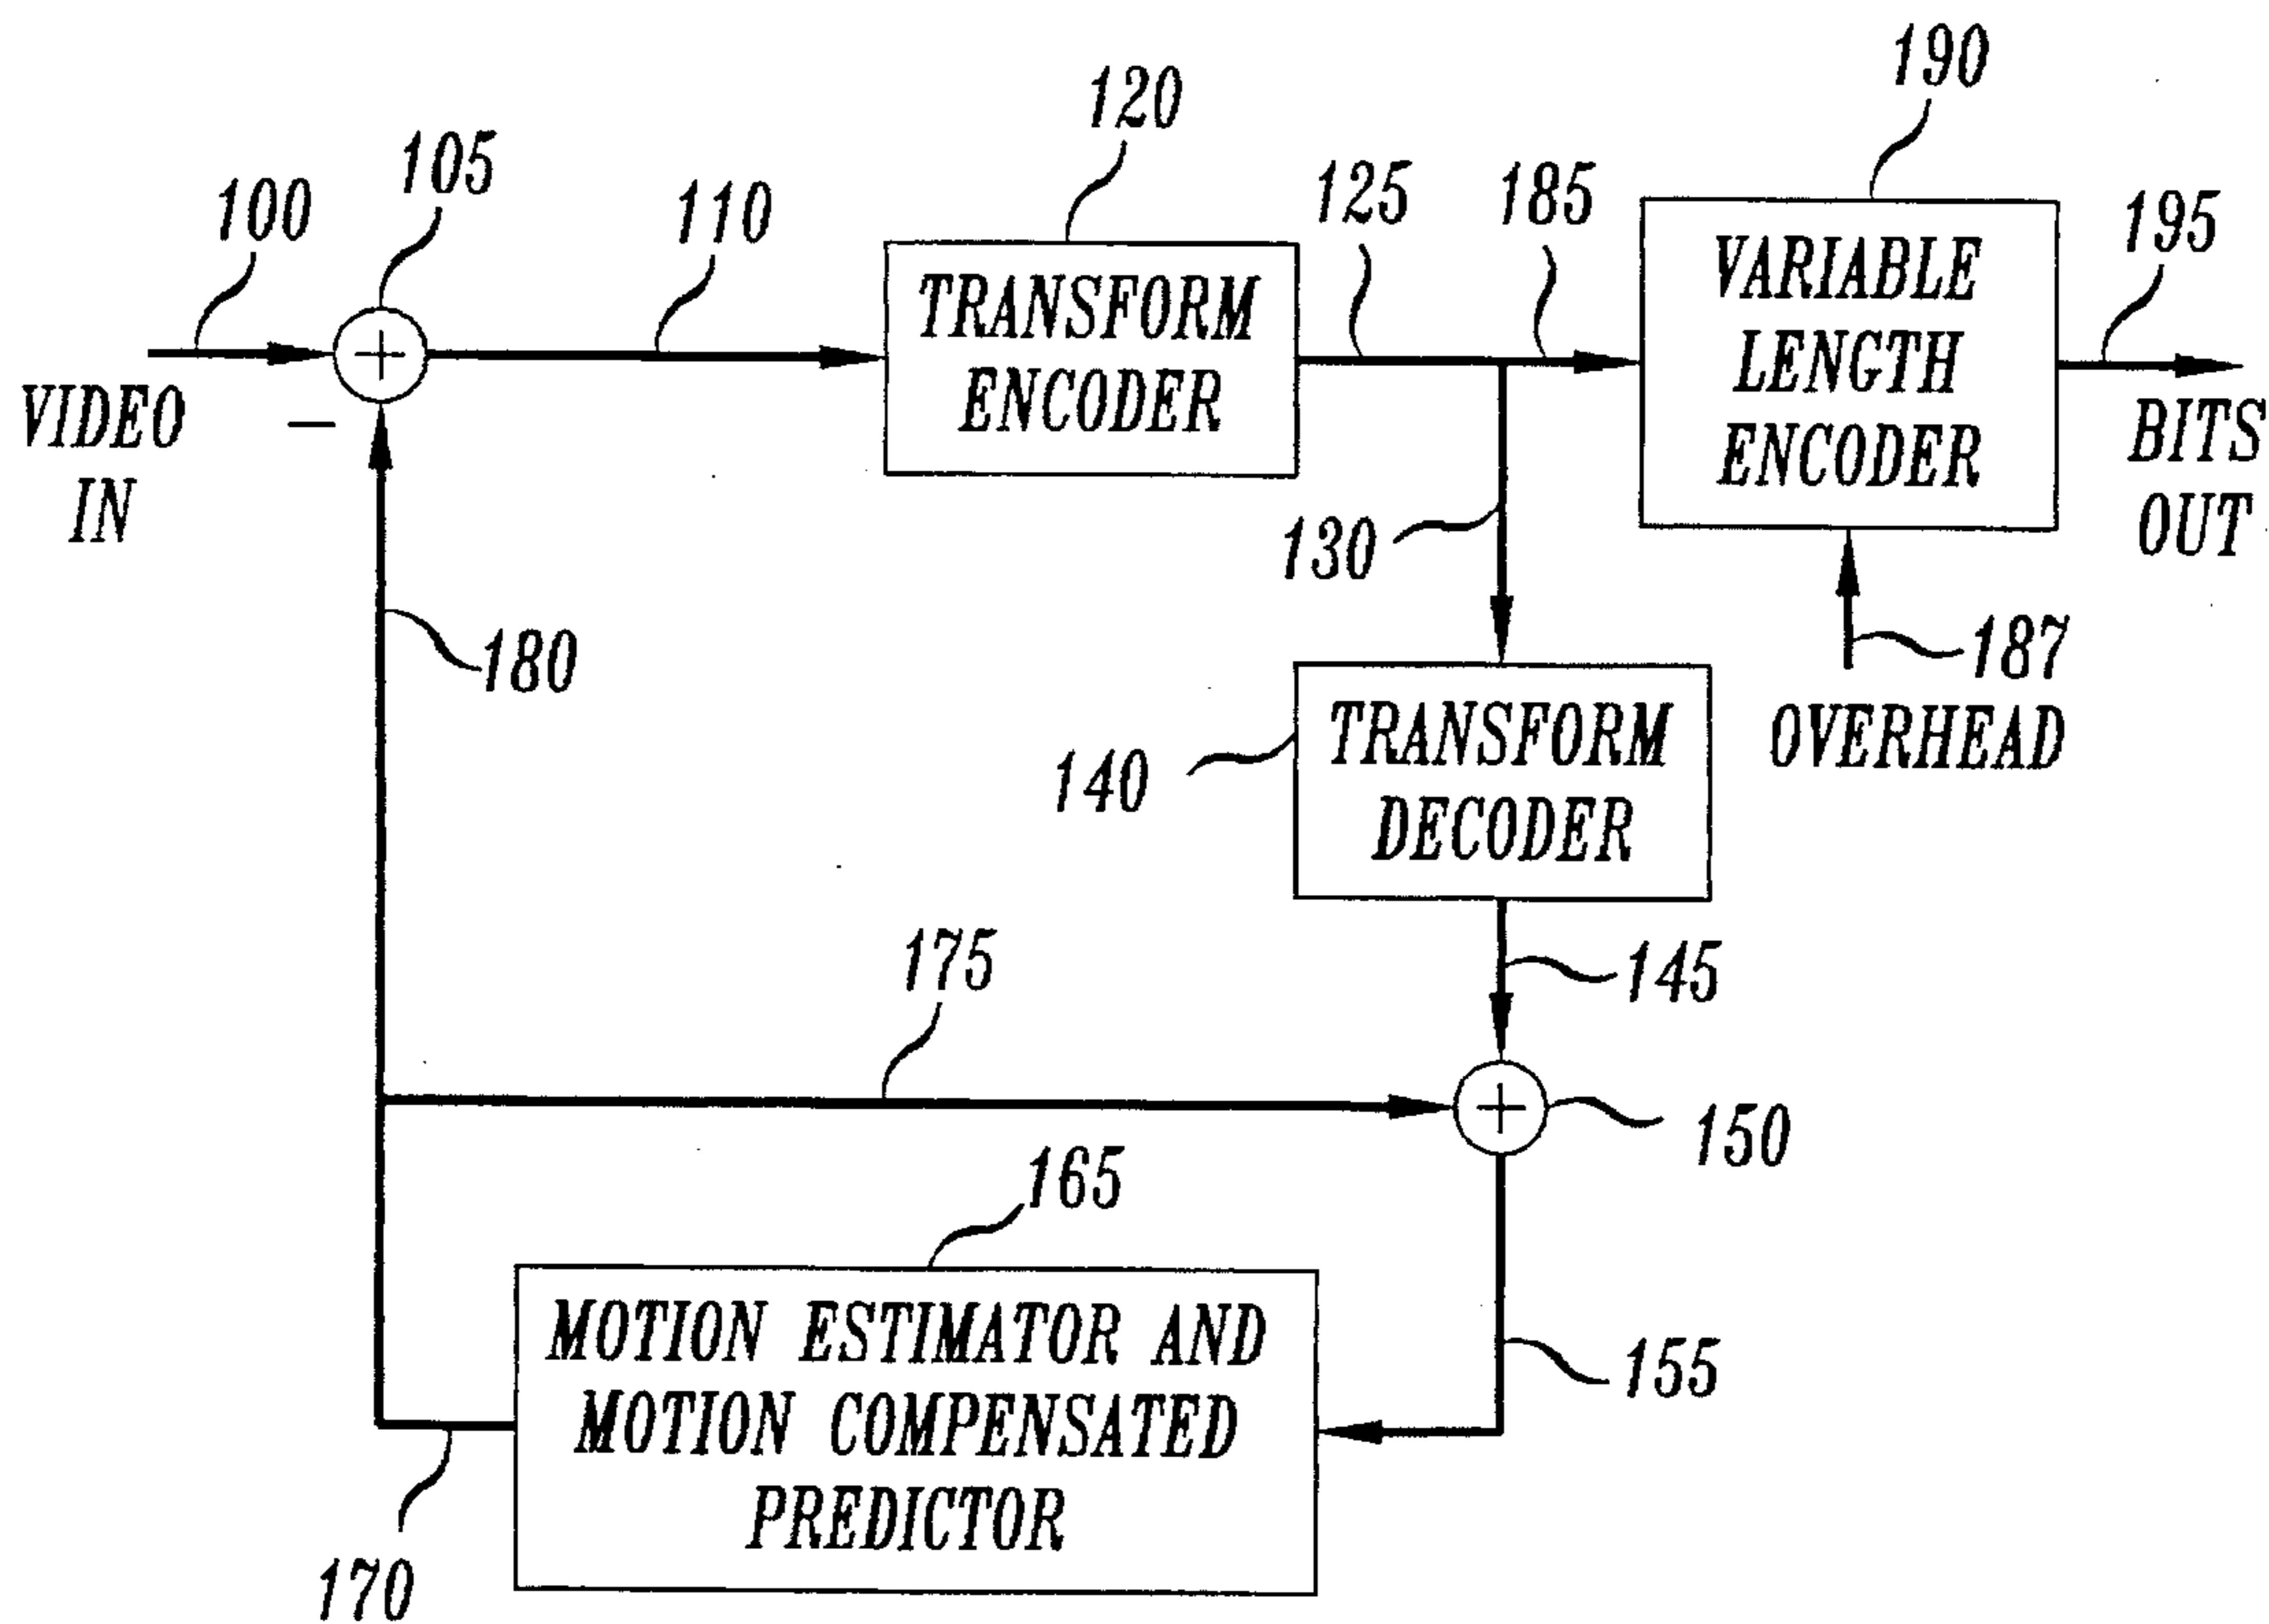 190
120
105
125
185
195
100
110
VARIABLE
LENGTH
ENCODER
TRANSFORM
ENCODER
VIDEO
IN
BITS
OUT
130
180
187
OVERHEAD
TRANSFORM
DECODER
140
175
145
150
165
MOTION ESTIMATOR AND
MOTION COMPENSATED
PREDICTOR
155
170